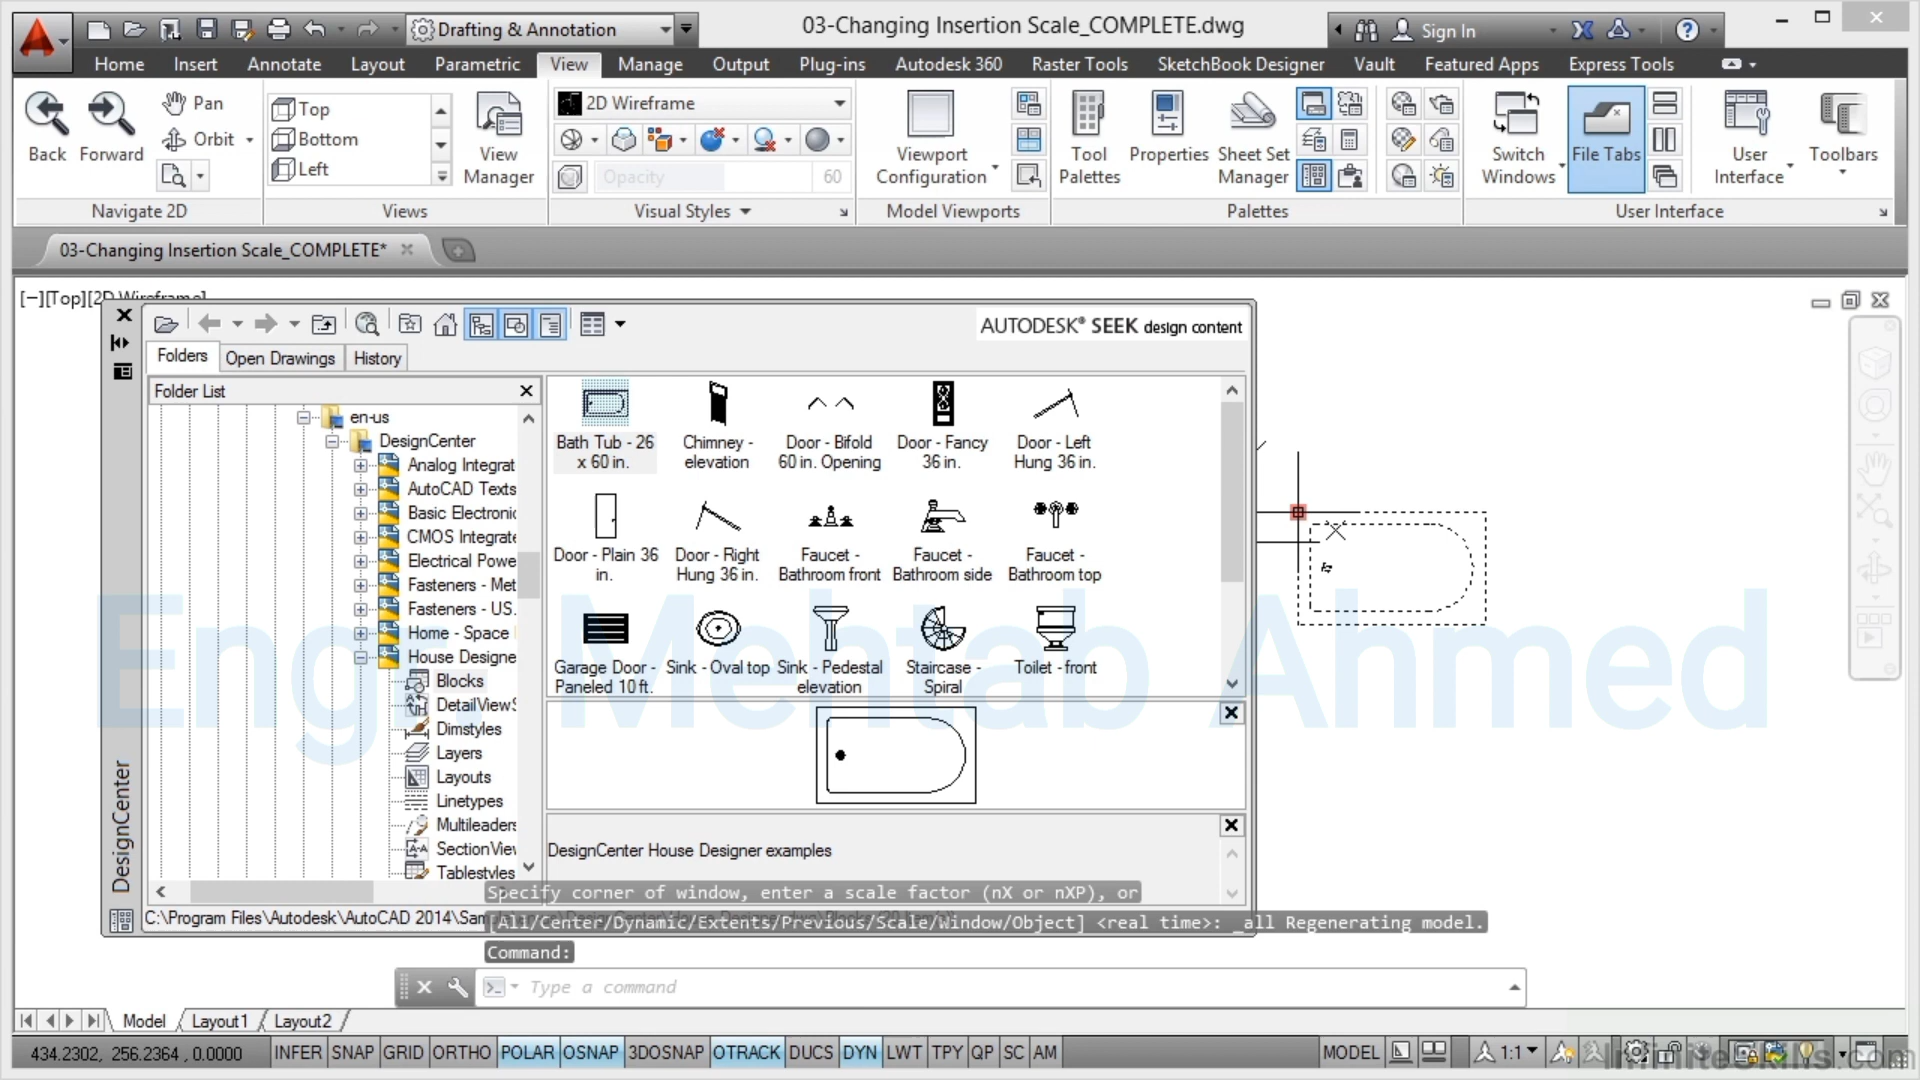 Drafting & Annotation
03-Changing Insertion Scale_COMPLETE.dwg
Sign In
Home Insert Annotate Layout Parametric View Manage Output Plug-ins Autodesk 360 Raster Tools SketchBook Designer Vault Featured Apps Express Tools
Back
Forward
Pan
Orbit
Top
Bottom
Left
View
Manager
2D Wireframe
Opacity 60
Viewport
Configuration
Tool
Palettes
Properties
Sheet Set
Manager
Switch
Windows
File Tabs
User
Interface
Toolbars
Navigate 2D
Views
Visual Styles
Model Viewports
Palettes
User Interface
03-Changing Insertion Scale_COMPLETE*
AUTODESK® SEEK design content
Folders Open Drawings History
Folder List
en-us
DesignCenter
Analog Integrat
AutoCAD Texts
Basic Electronic
CMOS Integrate
Electrical Powe
Fasteners - Met
Fasteners - US.
Home - Space
House Designe
Blocks
DetailViewS
Dimstyles
Layers
Layouts
Linetypes
Multileaders
SectionView
Tablestyles
Bath Tub - 26
x 60 in.
Chimney -
elevation
Door - Bifold
60 in. Opening
Door - Fancy
36 in.
Door - Left
Hung 36 in.
Door - Plain 36
in.
Door - Right
Hung 36 in.
Faucet -
Bathroom front
Faucet -
Bathroom side
Faucet -
Bathroom top
Garage Door -
Paneled 10 ft.
Sink - Oval top
Sink - Pedestal
elevation
Staircase -
Spiral
Toilet - front
Engr. Mehtab Ahmed
DesignCenter
DesignCenter House Designer examples
C:\Program Files\Autodesk\AutoCAD 2014\Sam
Specify corner of window, enter a scale factor (nX or nXP), or
[All/Center/Dynamic/Extents/Previous/Scale/Window/Object] <real time>: _all Regenerating model.
Command:
Type a command
Model Layout1 Layout2
434.2302, 256.2364 , 0.0000
INFER SNAP GRID ORTHO POLAR OSNAP 3DOSNAP OTRACK DUCS DYN LWT TPY QP SC AM
MODEL
1:1
InfiniteSkills.com